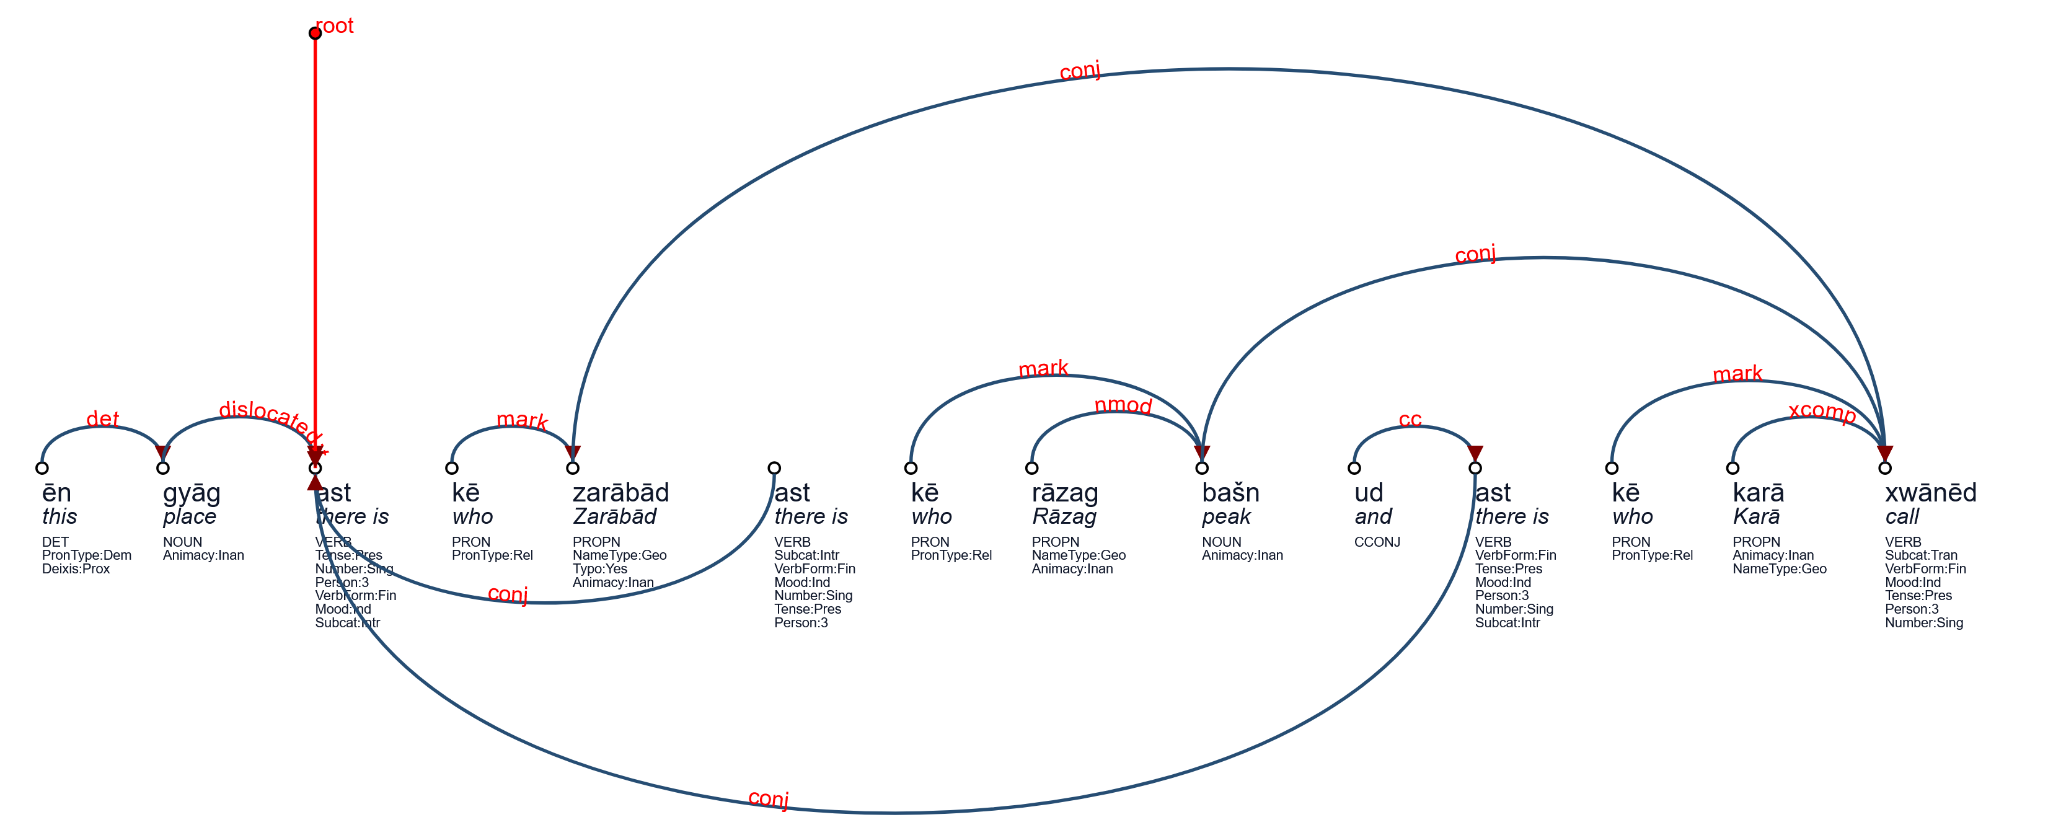 root
conj
conj
mark
mark
det
dislocated
mark
nmod
cc
xcomp
ēn gyāg ast kē zarābād ast kē rāzag bašn ud ast kē karā xwānēd
this place there is who Zarābād there is who Rāzag peak and there is who Karā call
DET NOUN VERB PRON PROPN VERB PRON PROPN NOUN CCONJ VERB PRON PROPN VERB
PronType:Dem Animacy:Inan Tense:Pres PronType:Rel NameType:Geo Subcat:Intr PronType:Rel NameType:Geo Animacy:Inan VerbForm:Fin PronType:Rel Animacy:Inan Subcat:Tran
Deixis:Prox Number:Sing Typo:Yes VerbForm:Fin Animacy:Inan Tense:Pres NameType:Geo VerbForm:Fin
Person:3 Animacy:Inan Mood:Ind Mood:Ind Mood:Ind
VerbForm:Fin Number:Sing Person:3 Tense:Pres
Mood:Ind Tense:Pres Number:Sing Person:3
Subcat:Intr Person:3 Subcat:Intr Number:Sing
conj
conj